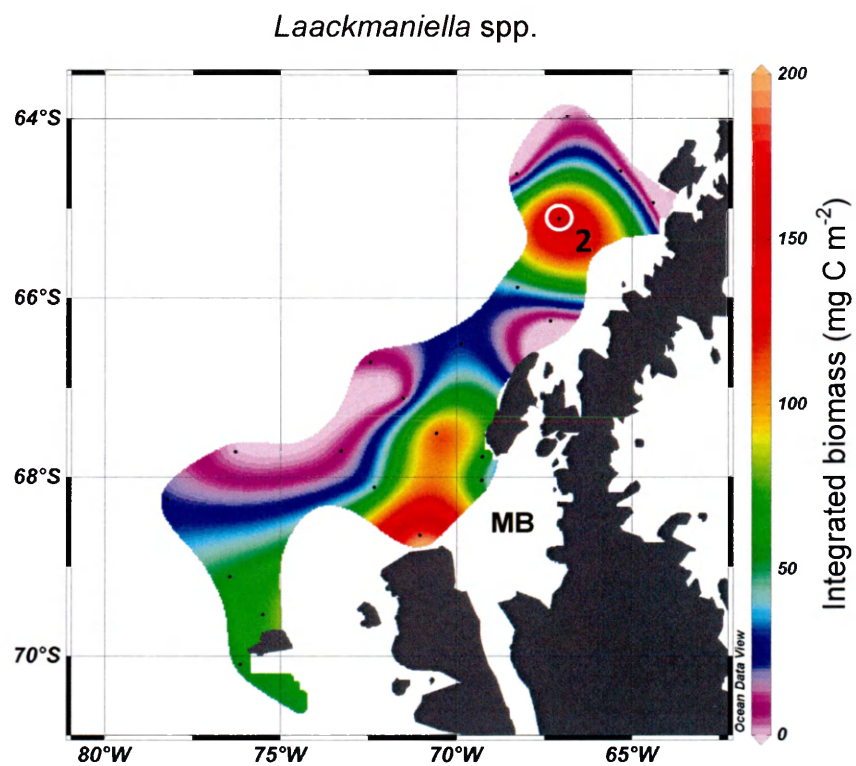 Laackmaniella spp.
64°S
66°S
68°S
70°S
80°W
75°W
70°W
65°W
2
MB
Ocean Data View
200
150
100
50
0
Integrated biomass (mg C m-2)